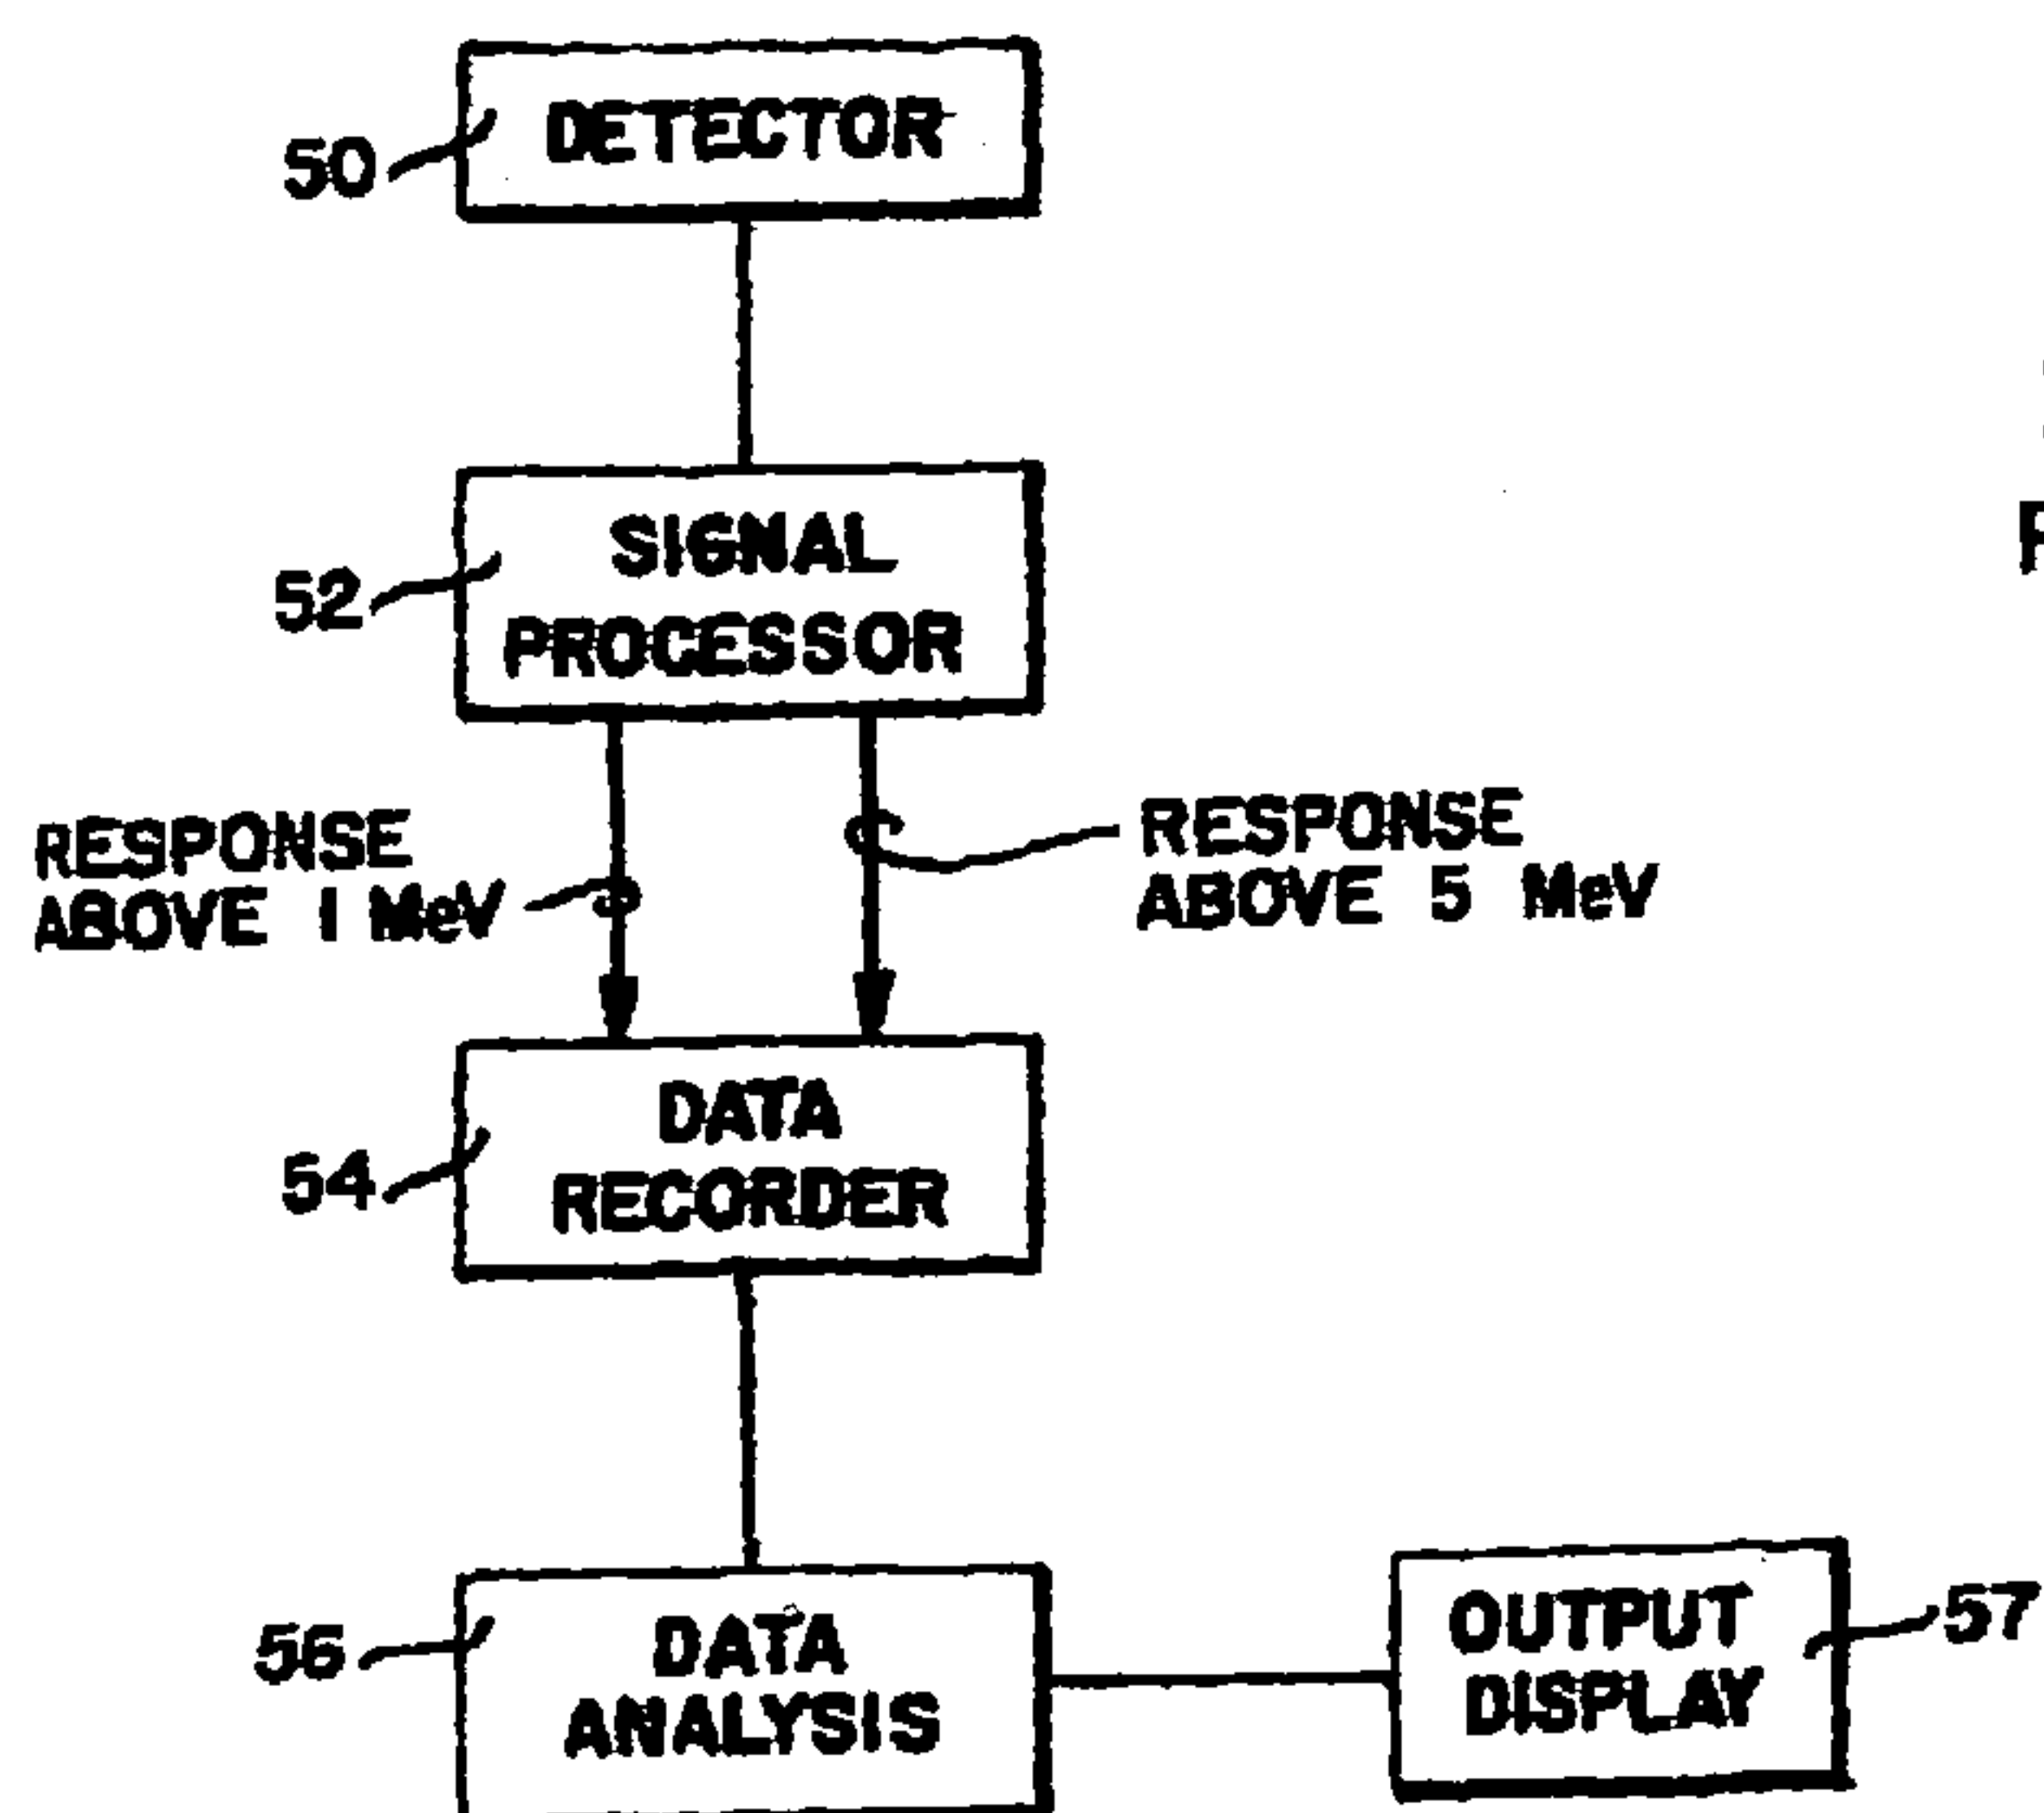 DETECTOR
50
SIGNAL
52
PROCESSOR
RESPONSE
ABOVE 1 MeV
RESPONSE
ABOVE 5 MeV
DATA
54
RECORDER
56
DATA
ANALYSIS
OUTPUT
57
DISPLAY